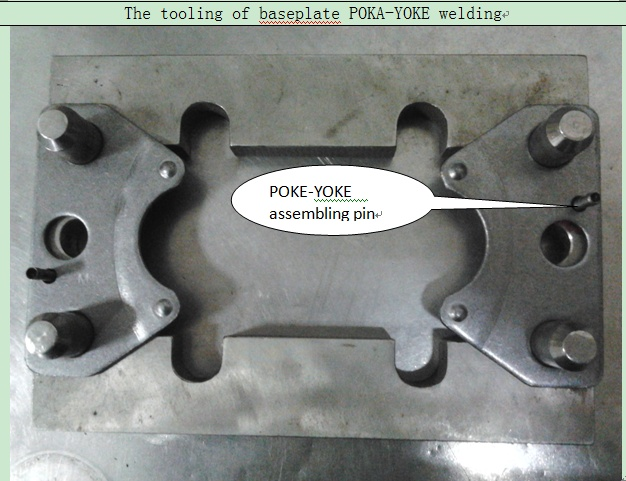 The tooling of baseplate POKA-YOKE welding
POKE-YOKE
assembling pin